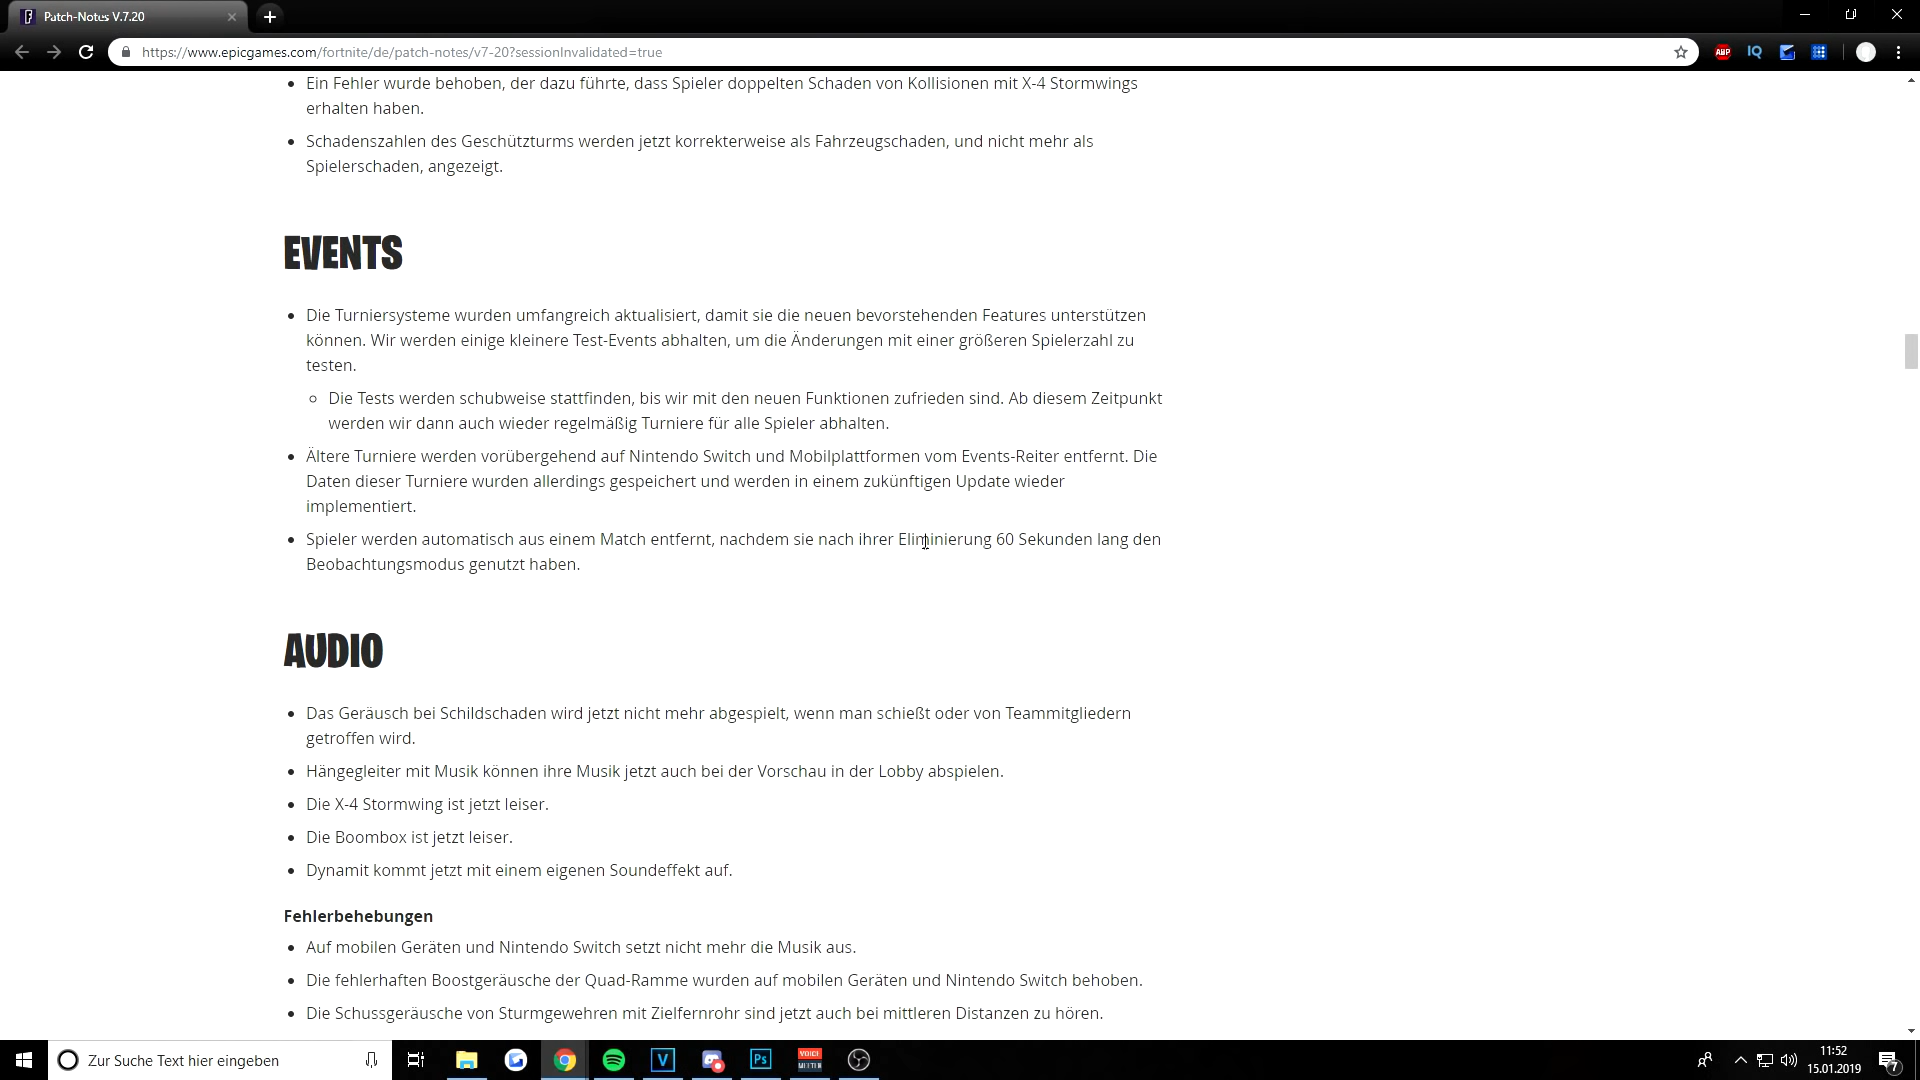 Patch-Notes V.7.20
https://www.epicgames.com/fortnite/de/patch-notes/v7-20?sessionInvalidated=true
ABP
IQ
Ein Fehler wurde behoben, der dazu führte, dass Spieler doppelten Schaden von Kollisionen mit X-4 Stormwings
erhalten haben.
Schadenszahlen des Geschützturms werden jetzt korrekterweise als Fahrzeugschaden, und nicht mehr als
Spielerschaden, angezeigt.
EVENTS
Die Turniersysteme wurden umfangreich aktualisiert, damit sie die neuen bevorstehenden Features unterstützen
können. Wir werden einige kleinere Test-Events abhalten, um die Änderungen mit einer größeren Spielerzahl zu
testen.
Die Tests werden schubweise stattfinden, bis wir mit den neuen Funktionen zufrieden sind. Ab diesem Zeitpunkt
werden wir dann auch wieder regelmäßig Turniere für alle Spieler abhalten.
Ältere Turniere werden vorübergehend auf Nintendo Switch und Mobilplattformen vom Events-Reiter entfernt. Die
Daten dieser Turniere wurden allerdings gespeichert und werden in einem zukünftigen Update wieder
implementiert.
Spieler werden automatisch aus einem Match entfernt, nachdem sie nach ihrer Eliminierung 60 Sekunden lang den
Beobachtungsmodus genutzt haben.
AUDIO
Das Geräusch bei Schildschaden wird jetzt nicht mehr abgespielt, wenn man schießt oder von Teammitgliedern
getroffen wird.
Hängegleiter mit Musik können ihre Musik jetzt auch bei der Vorschau in der Lobby abspielen.
Die X-4 Stormwing ist jetzt leiser.
Die Boombox ist jetzt leiser.
Dynamit kommt jetzt mit einem eigenen Soundeffekt auf.
Fehlerbehebungen
Auf mobilen Geräten und Nintendo Switch setzt nicht mehr die Musik aus.
Die fehlerhaften Boostgeräusche der Quad-Ramme wurden auf mobilen Geräten und Nintendo Switch behoben.
Die Schussgeräusche von Sturmgewehren mit Zielfernrohr sind jetzt auch bei mittleren Distanzen zu hören.
Zur Suche Text hier eingeben
V
Ps
VOICE
11:52
15.01.2019
7